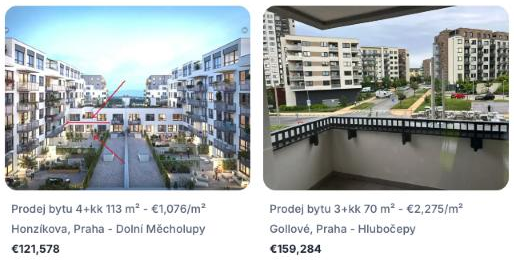 Prodej bytu 4+kk 113 m² - €1,076/m²
Honzíkova, Praha - Dolní Měcholupy
€121,578
Prodej bytu 3+kk 70 m² - €2,275/m²
Gollové, Praha - Hlubočepy
€159,284